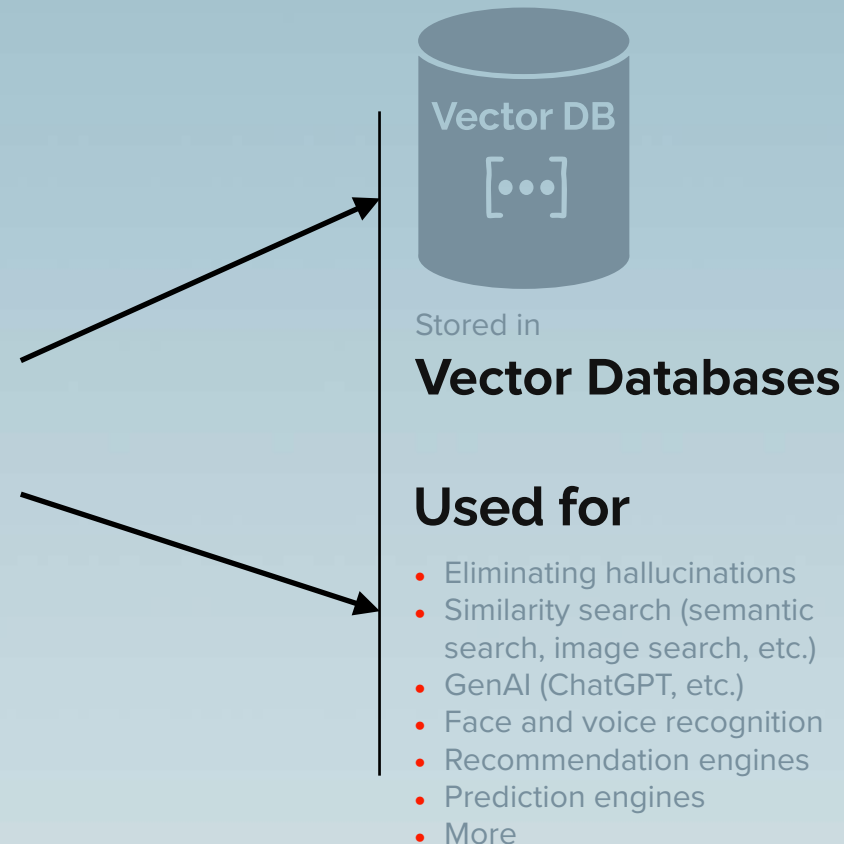 Vector DB
[•••]
Stored in
Vector Databases
Used for
• Eliminating hallucinations
• Similarity search (semantic
search, image search, etc.)
• GenAI (ChatGPT, etc.)
• Face and voice recognition
• Recommendation engines
• Prediction engines
• More